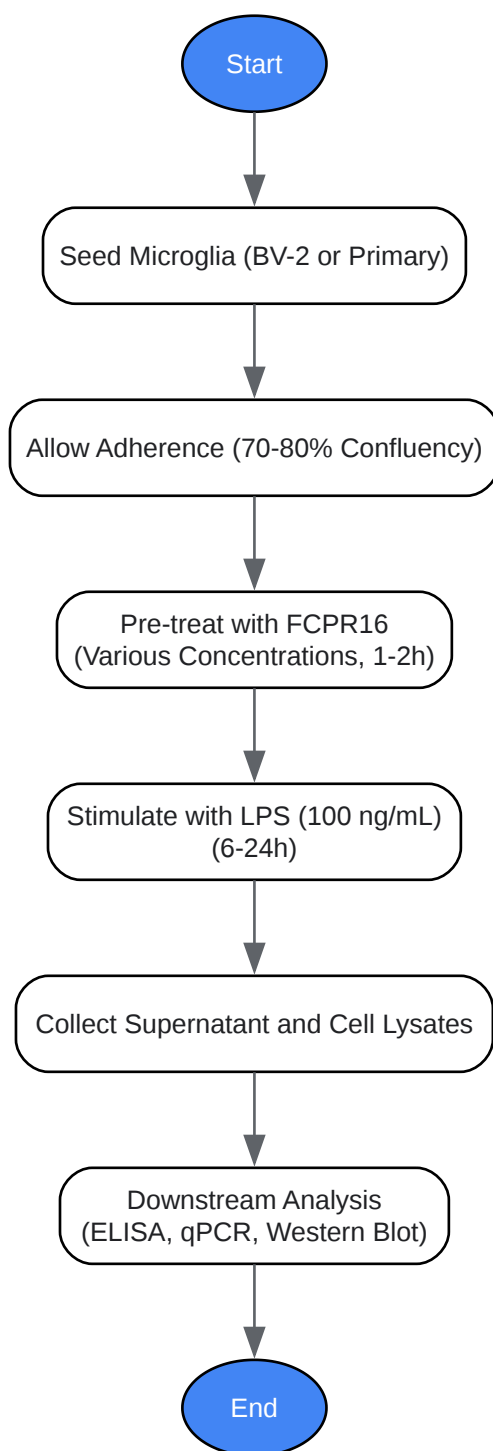 Start
Seed Microglia (BV-2 or Primary)
Allow Adherence (70-80% Confluency)
Pre-treat with FCPR16
(Various Concentrations, 1-2h)
Stimulate with LPS (100 ng/mL)
(6-24h)
Collect Supernatant and Cell Lysates
Downstream Analysis
(ELISA, qPCR, Western Blot)
End